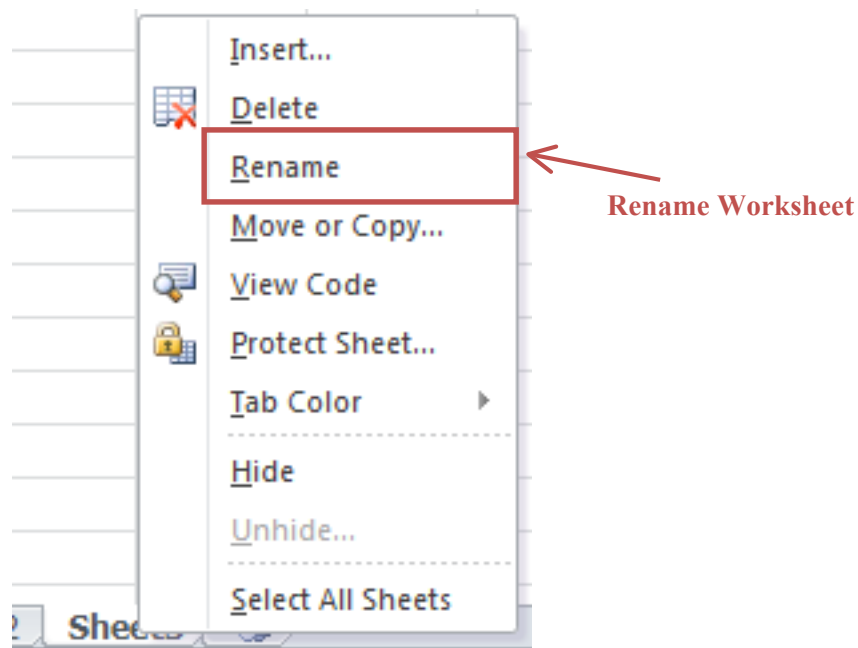 Insert...
Delete
Rename
Rename Worksheet
Move or Copy...
View Code
Protect Sheet...
Tab Color
Hide
Unhide...
Select All Sheets
2